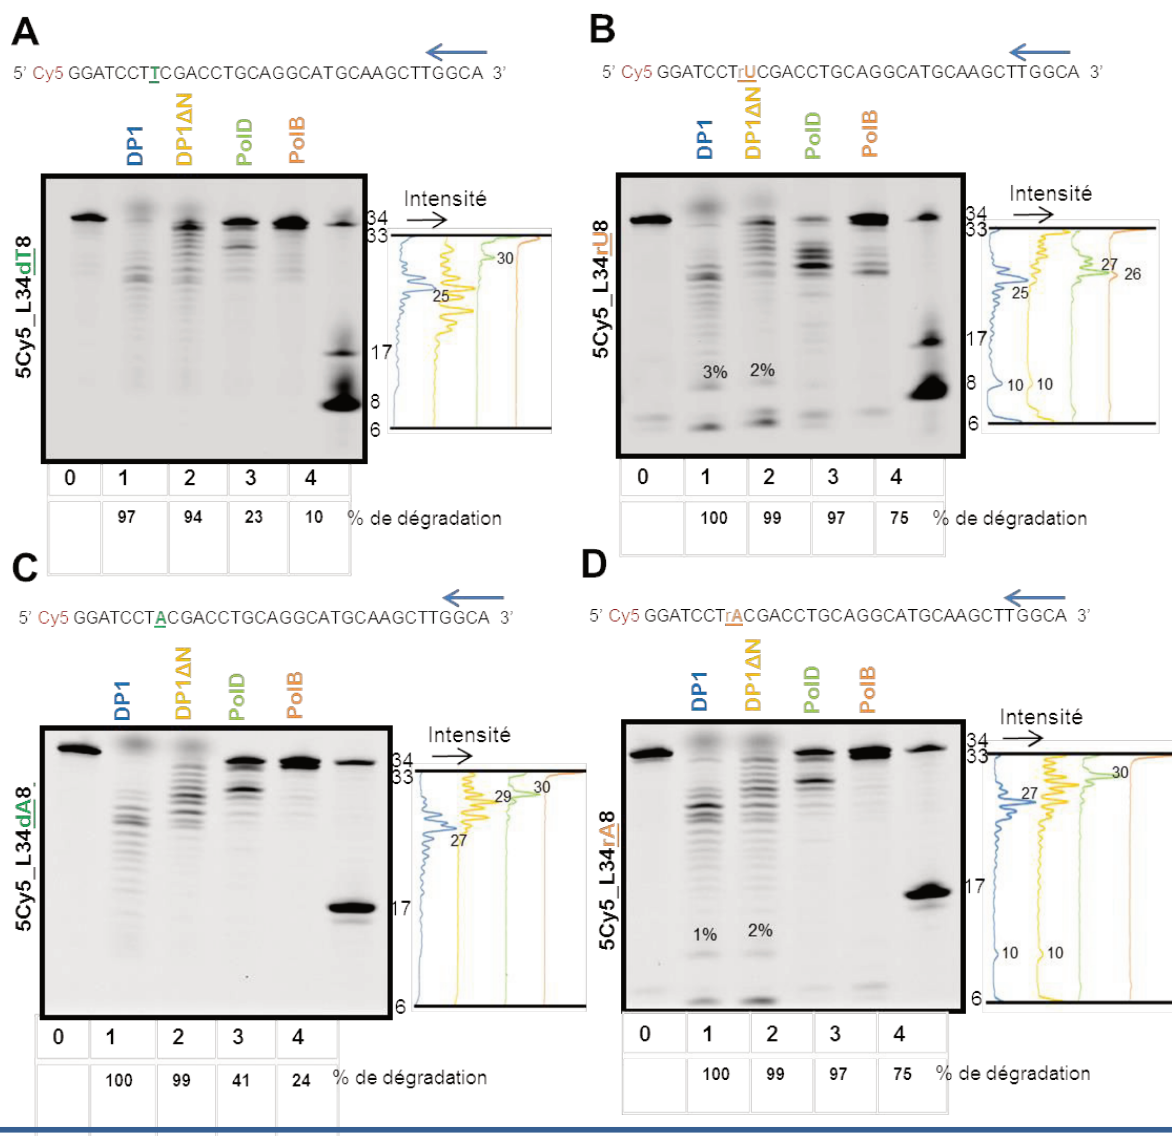 A
5' Cy5 GGATCCTTCGACCTGCAGGCATGCAAGCTTGGCA 3'
DP1
DP1ΔN
PolD
PolB
5Cy5_L34dT8
34
33
17
8
6
Intensité
25
30
0 1 2 3 4
97 94 23 10 % de dégradation
B
5' Cy5 GGATCCTrUCGACCTGCAGGCATGCAAGCTTGGCA 3'
DP1
DP1ΔN
PolD
PolB
5Cy5_L34rU8
3% 2%
34
33
17
8
6
Intensité
25
27
26
10
10
0 1 2 3 4
100 99 97 75 % de dégradation
C
5' Cy5 GGATCCTACGACCTGCAGGCATGCAAGCTTGGCA 3'
DP1
DP1ΔN
PolD
PolB
5Cy5_L34dA8
34
33
17
6
Intensité
27
29
30
0 1 2 3 4
100 99 41 24 % de dégradation
D
5' Cy5 GGATCCTrACGACCTGCAGGCATGCAAGCTTGGCA 3'
DP1
DP1ΔN
PolD
PolB
5Cy5_L34rA8
1% 2%
34
33
17
6
Intensité
27
30
10
10
0 1 2 3 4
100 99 97 75 % de dégradation